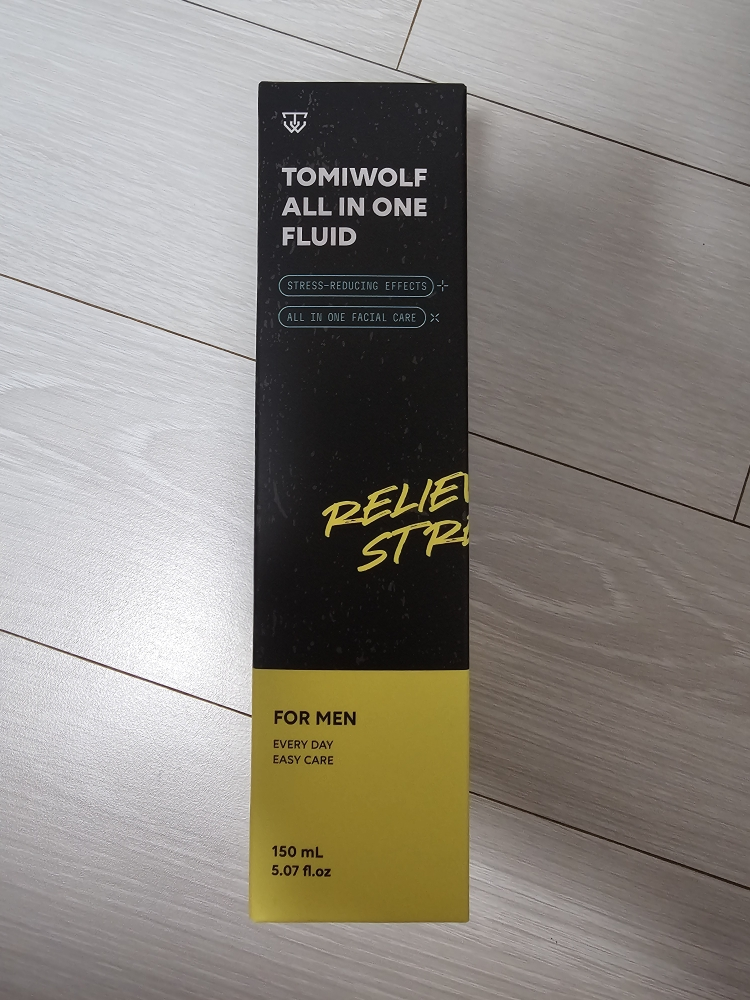 TOMIWOLF
ALL IN ONE
FLUID
STRESS-REDUCING EFFECTS
ALL IN ONE FACIAL CARE
FOR MEN
EVERY DAY
EASY CARE
150 mL
5.07 fl.oz